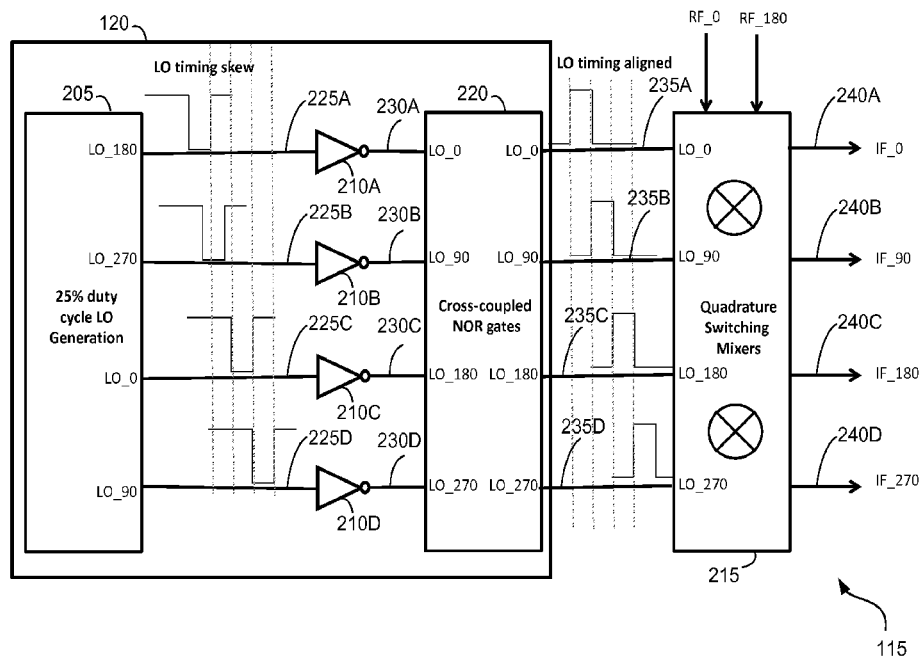 120
RF_0
RF_180
LO timing skew
LO timing aligned
205
225A
230A
220
235A
240A
LO_180
LO_0
LO_0
LO_0
IF_0
210A
225B
230B
235B
240B
LO_270
LO_90
LO_90
LO_90
IF_90
210B
25% duty
cycle LO
Generation
Cross-coupled
NOR gates
Quadrature
Switching
Mixers
225C
230C
235C
240C
LO_0
LO_180
LO_180
LO_180
IF_180
210C
225D
230D
235D
240D
LO_90
LO_270
LO_270
LO_270
IF_270
210D
215
115